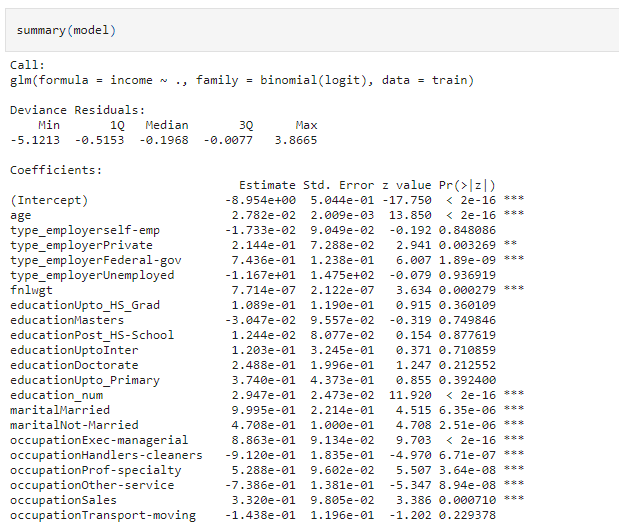 summary(model)
Call:
glm(formula = income ~ ., family = binomial(logit), data = train)
Deviance Residuals:
    Min       1Q   Median       3Q      Max
-5.1213  -0.5153  -0.1968  -0.0077   3.8665
Coefficients:
                               Estimate Std. Error z value Pr(>|z|)
(Intercept)                  -8.954e+00  5.044e-01 -17.750  < 2e-16 ***
age                           2.782e-02  2.009e-03  13.850  < 2e-16 ***
type_employerself-emp        -1.733e-02  9.049e-02  -0.192 0.848086
type_employerPrivate          2.144e-01  7.288e-02   2.941 0.003269 **
type_employerFederal-gov      7.436e-01  1.238e-01   6.007 1.89e-09 ***
type_employerUnemployed      -1.167e+01  1.475e+02  -0.079 0.936919
fnlwgt                        7.714e-07  2.122e-07   3.634 0.000279 ***
educationUpto_HS_Grad         1.089e-01  1.190e-01   0.915 0.360109
educationMasters             -3.047e-02  9.557e-02  -0.319 0.749846
educationPost_HS-School       1.244e-02  8.077e-02   0.154 0.877619
educationUptoInter            1.203e-01  3.245e-01   0.371 0.710859
educationDoctorate            2.488e-01  1.996e-01   1.247 0.212552
educationUpto_Primary         3.740e-01  4.373e-01   0.855 0.392400
education_num                 2.947e-01  2.473e-02  11.920  < 2e-16 ***
maritalMarried                9.995e-01  2.214e-01   4.515 6.35e-06 ***
maritalNot-Married            4.708e-01  1.000e-01   4.708 2.51e-06 ***
occupationExec-managerial     8.863e-01  9.134e-02   9.703  < 2e-16 ***
occupationHandlers-cleaners  -9.120e-01  1.835e-01  -4.970 6.71e-07 ***
occupationProf-specialty      5.288e-01  9.602e-02   5.507 3.64e-08 ***
occupationOther-service      -7.386e-01  1.381e-01  -5.347 8.94e-08 ***
occupationSales               3.320e-01  9.805e-02   3.386 0.000710 ***
occupationTransport-moving   -1.438e-01  1.196e-01  -1.202 0.229378